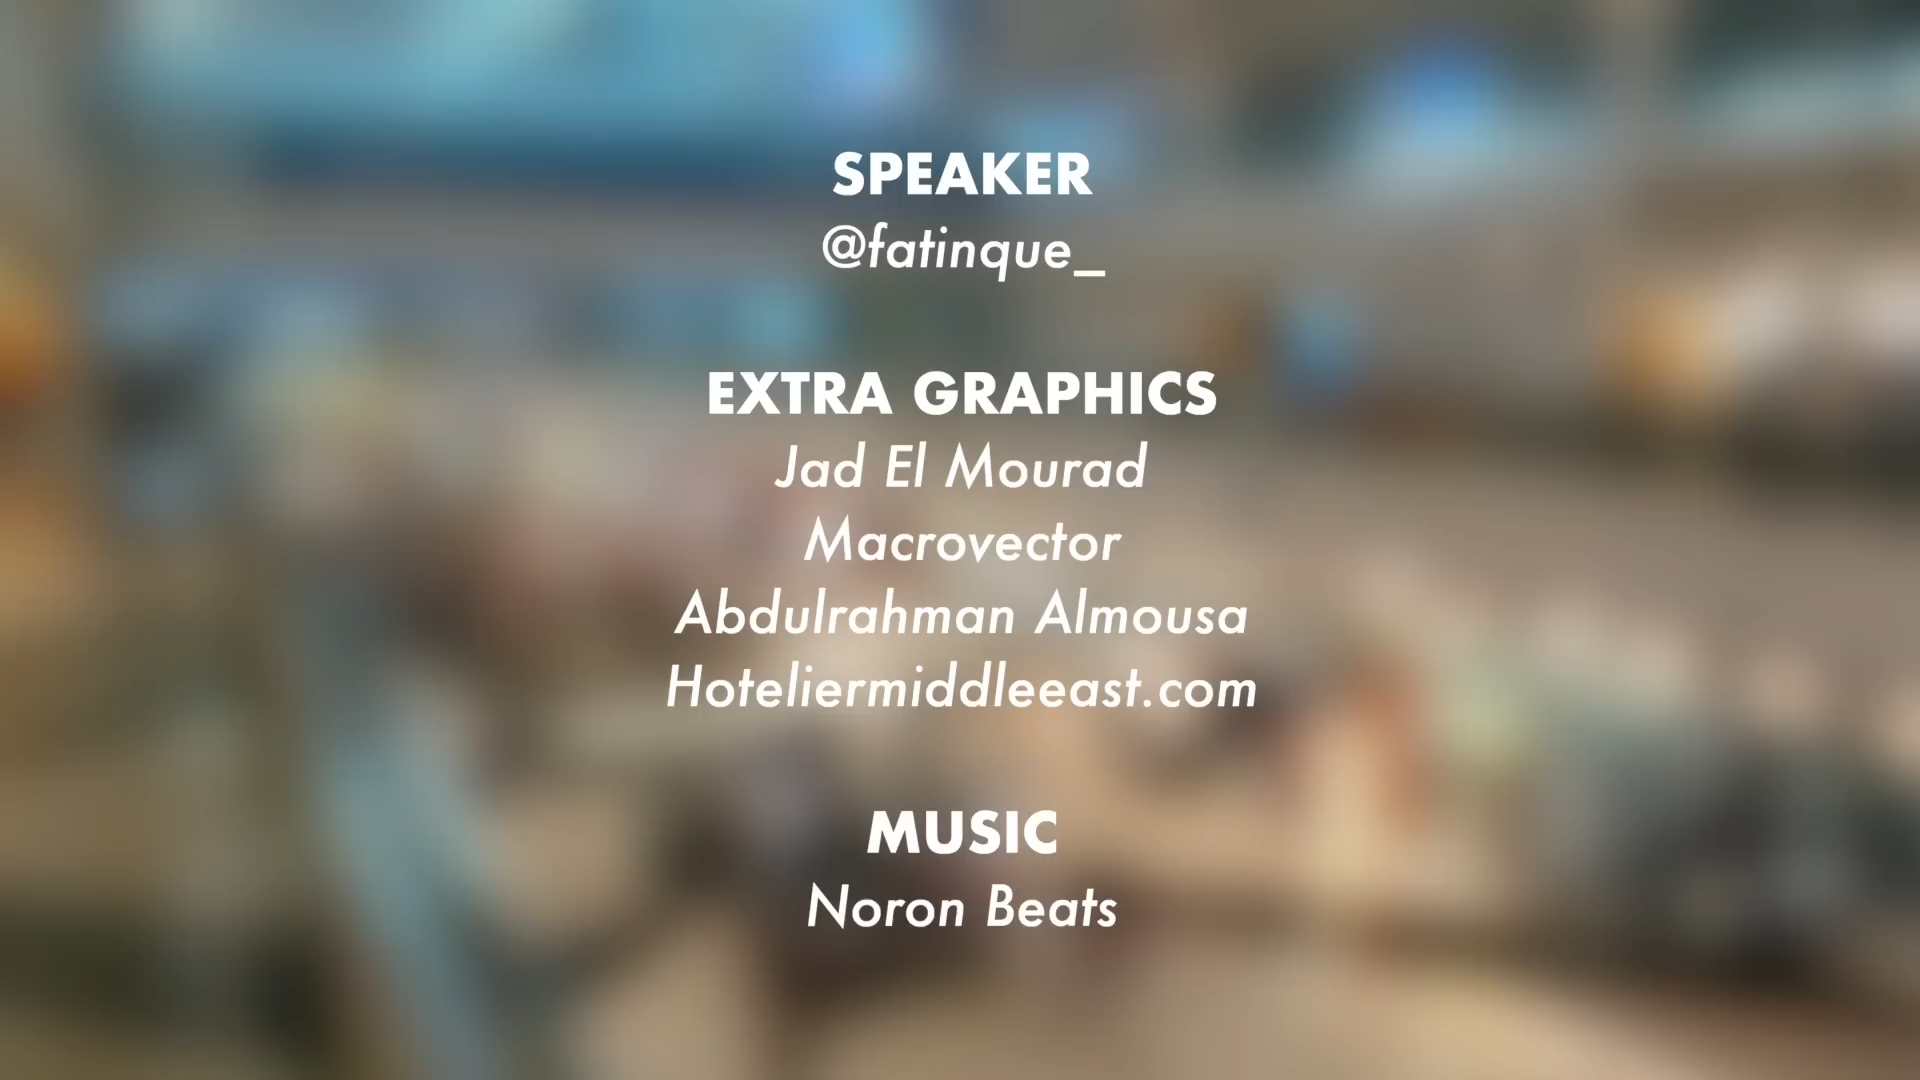 SPEAKER
@fatinque_
EXTRA GRAPHICS
Jad El Mourad
Macrovector
Abdulrahman Almousa
Hoteliermiddleeast.com
MUSIC
Noron Beats